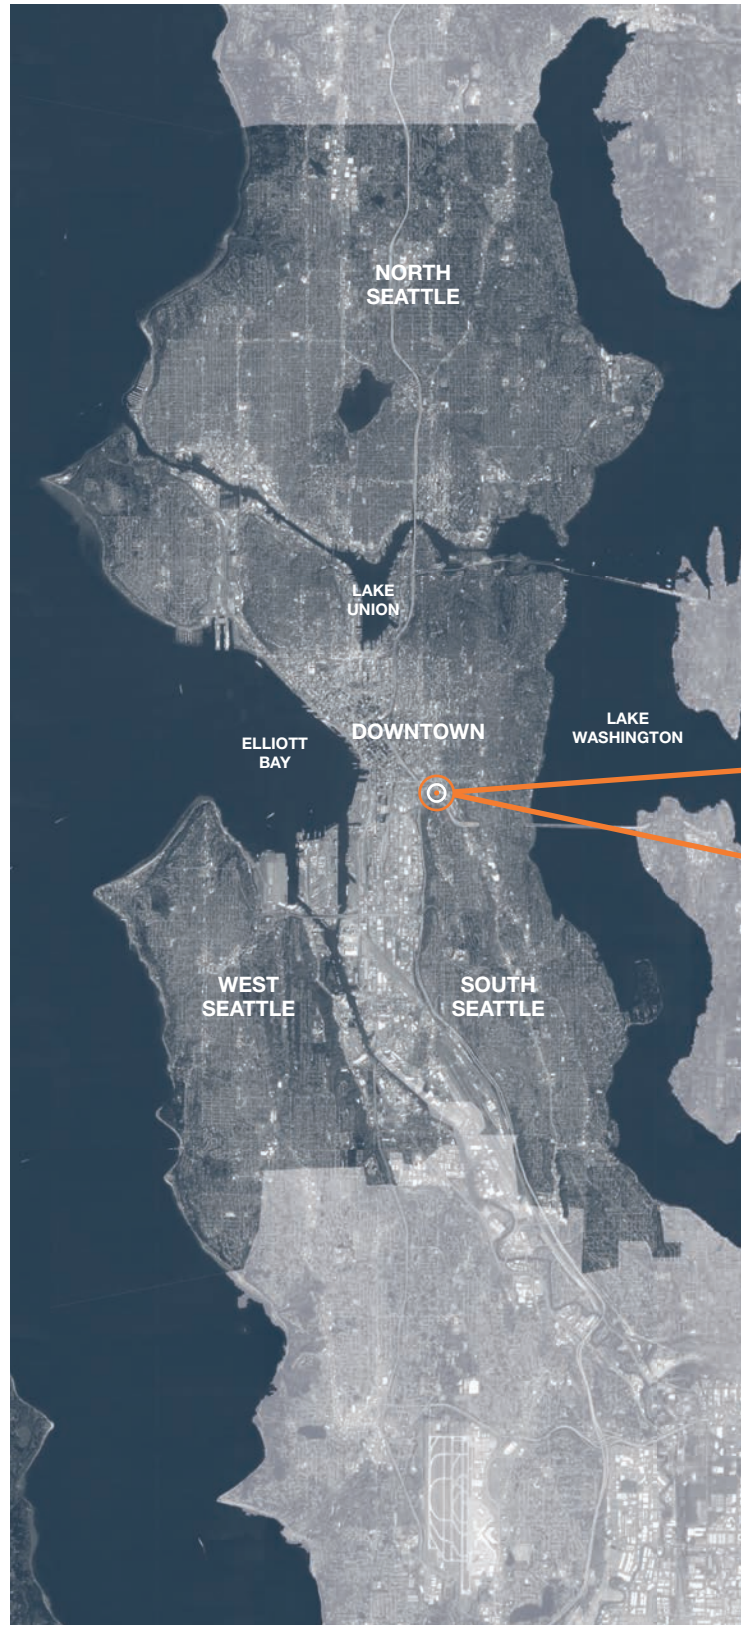 NORTH
SEATTLE
LAKE
UNION
DOWNTOWN
ELLIOTT
BAY
LAKE
WASHINGTON
WEST
SEATTLE
SOUTH
SEATTLE